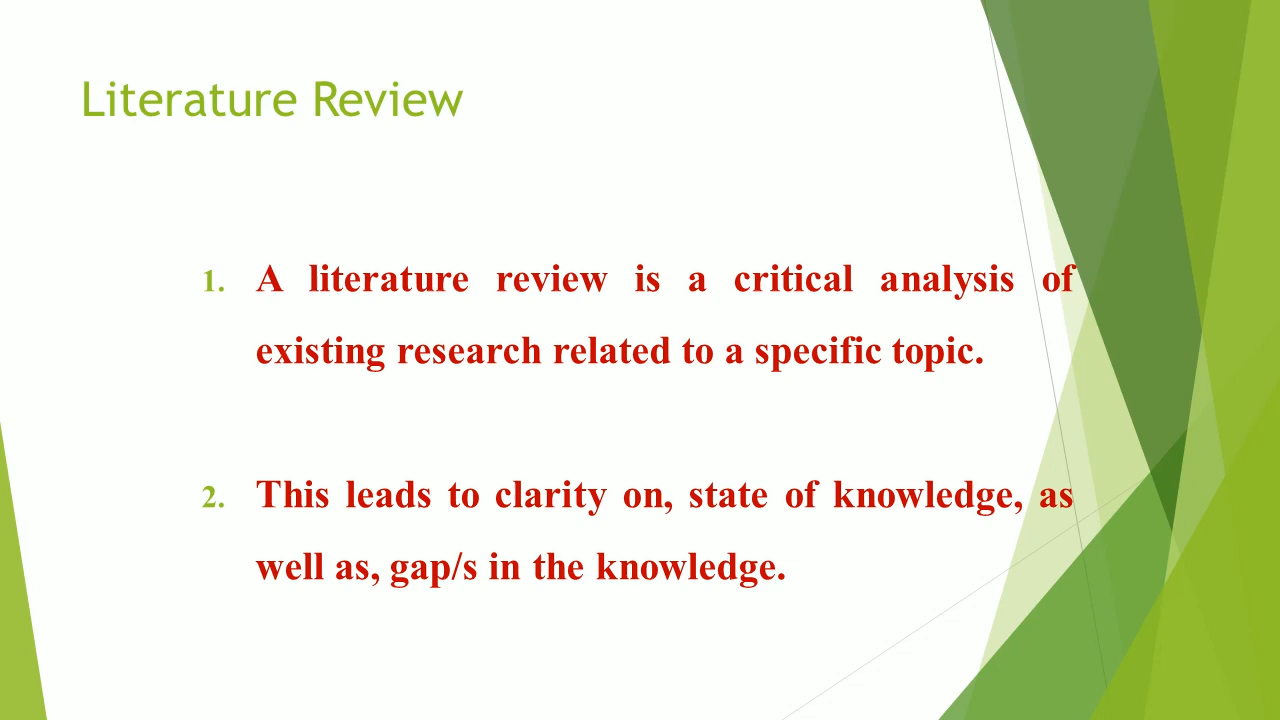 Literature Review
1. A literature review is a critical analysis of
existing research related to a specific topic.
2. This leads to clarity on, state of knowledge, as
well as, gap/s in the knowledge.